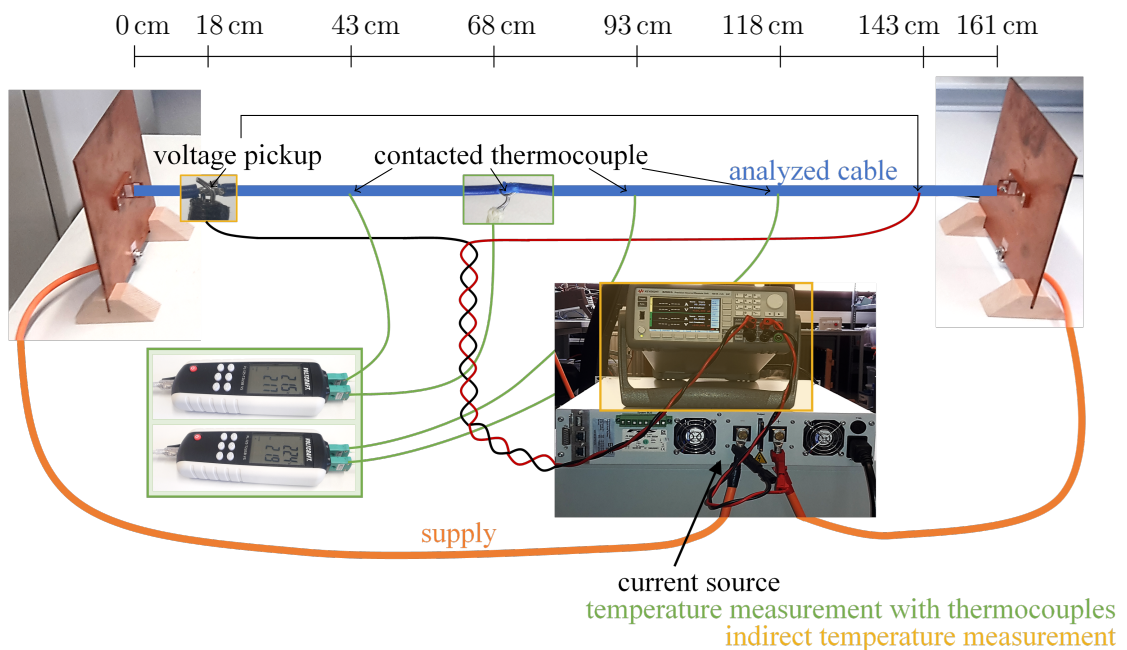 0 cm 18 cm 43 cm 68 cm 93 cm 118 cm 143 cm 161 cm
voltage pickup
contacted thermocouple
analyzed cable
supply
current source
temperature measurement with thermocouples
indirect temperature measurement